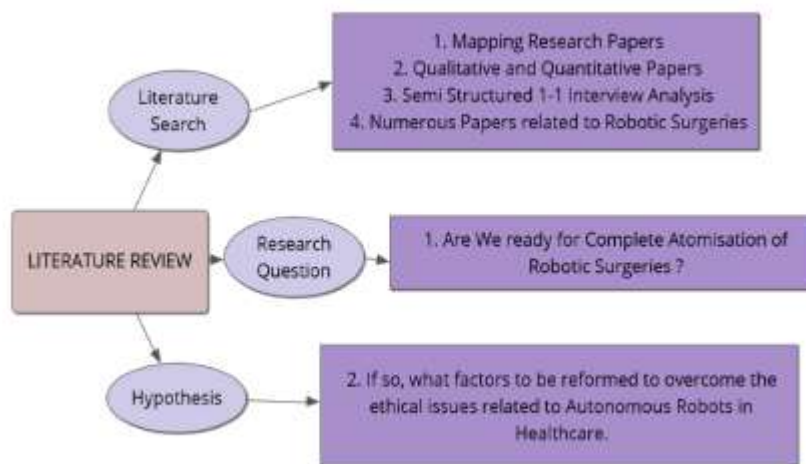 1. Mapping Research Papers
2. Qualitative and Quantitative Papers
3. Semi Structured 1-1 Interview Analysis
4. Numerous Papers related to Robotic Surgeries
Literature
Search
LITERATURE REVIEW
Research
Question
1. Are We ready for Complete Atomisation of
Robotic Surgeries ?
Hypothesis
2. If so, what factors to be reformed to overcome the
ethical issues related to Autonomous Robots in
Healthcare.